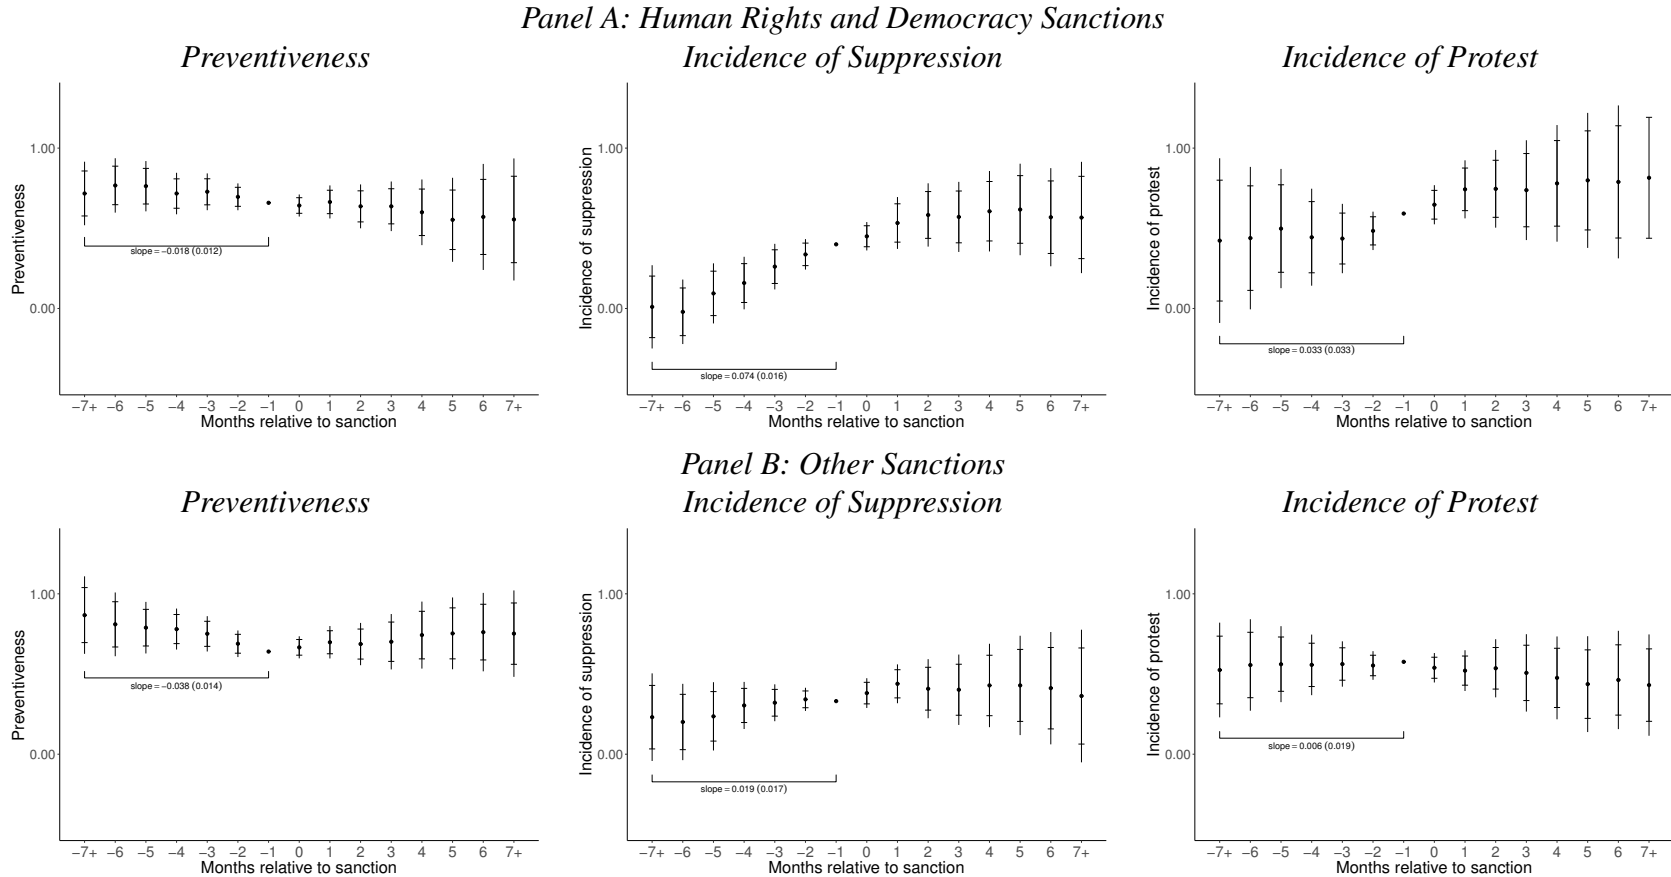 Panel A: Human Rights and Democracy Sanctions
Preventiveness
Incidence of Suppression
Incidence of Protest
Preventiveness
1.00
0.00
slope = −0.018 (0.012)
−7+ −6 −5 −4 −3 −2 −1 0 1 2 3 4 5 6 7+
Months relative to sanction
Incidence of suppression
1.00
0.00
slope = 0.074 (0.016)
−7+ −6 −5 −4 −3 −2 −1 0 1 2 3 4 5 6 7+
Months relative to sanction
Incidence of protest
1.00
0.00
slope = 0.033 (0.033)
−7+ −6 −5 −4 −3 −2 −1 0 1 2 3 4 5 6 7+
Months relative to sanction
Panel B: Other Sanctions
Preventiveness
Incidence of Suppression
Incidence of Protest
Preventiveness
1.00
0.00
slope = −0.038 (0.014)
−7+ −6 −5 −4 −3 −2 −1 0 1 2 3 4 5 6 7+
Months relative to sanction
Incidence of suppression
1.00
0.00
slope = 0.019 (0.017)
−7+ −6 −5 −4 −3 −2 −1 0 1 2 3 4 5 6 7+
Months relative to sanction
Incidence of protest
1.00
0.00
slope = 0.006 (0.019)
−7+ −6 −5 −4 −3 −2 −1 0 1 2 3 4 5 6 7+
Months relative to sanction